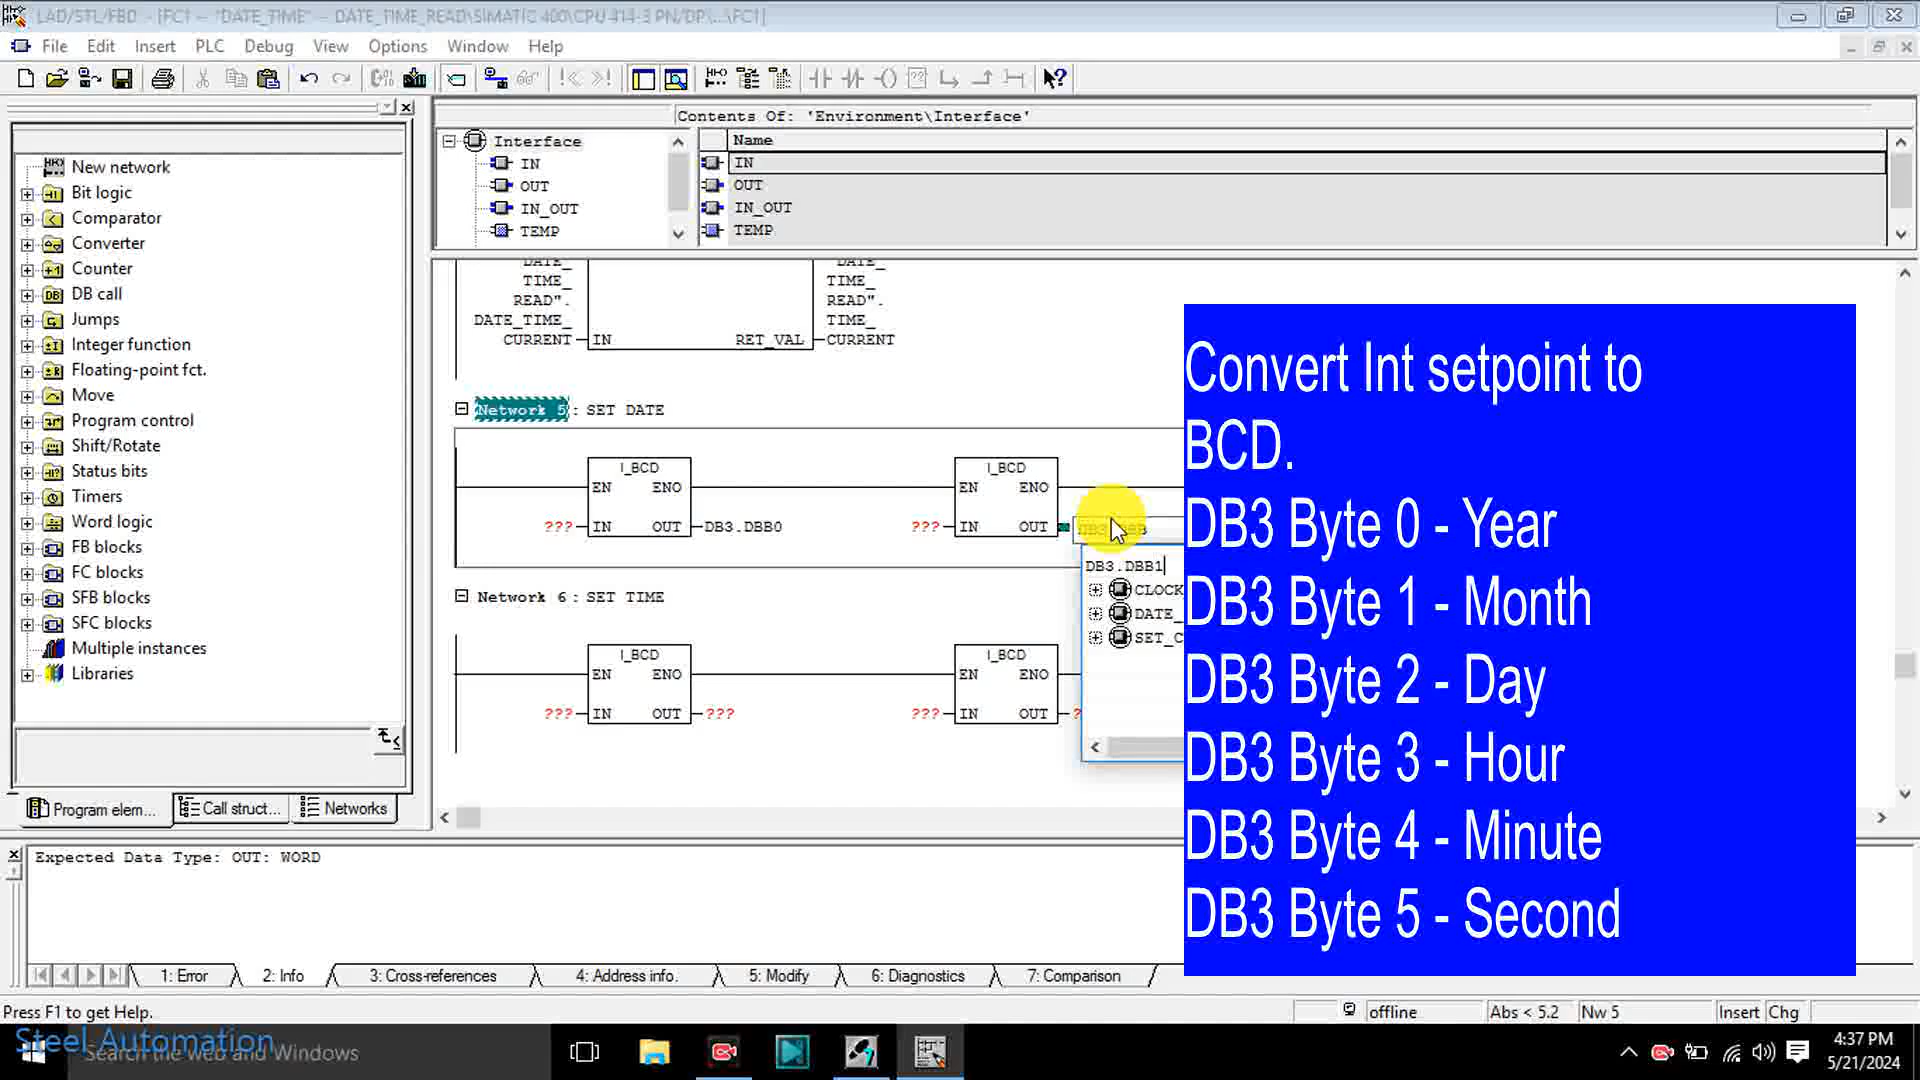 LAD/STL/FBD - [FC1 -- "DATE_TIME" -- DATE_TIME_READ\SIMATIC 400\CPU 414-3 PN/DP\...\FC1]
File Edit Insert PLC Debug View Options Window Help
Contents Of: 'Environment\Interface'
Interface
IN
OUT
IN_OUT
TEMP
Name
IN
OUT
IN_OUT
TEMP
New network
Bit logic
Comparator
Converter
Counter
DB call
Jumps
Integer function
Floating-point fct.
Move
Program control
Shift/Rotate
Status bits
Timers
Word logic
FB blocks
FC blocks
SFB blocks
SFC blocks
Multiple instances
Libraries
Program elem... Call struct... Networks
DATE_
TIME_
READ".
DATE_TIME_
CURRENT IN RET_VAL
DATE_
TIME_
READ".
TIME_
CURRENT
Network 5 : SET DATE
I_BCD
EN ENO
??? IN OUT DB3.DBB0
I_BCD
EN ENO
??? IN OUT DB3.DBB
DB3.DBB1
CLOCK
DATE_
SET_C
Network 6 : SET TIME
I_BCD
EN ENO
??? IN OUT ???
I_BCD
EN ENO
??? IN OUT ?
Convert Int setpoint to
BCD.
DB3 Byte 0 - Year
DB3 Byte 1 - Month
DB3 Byte 2 - Day
DB3 Byte 3 - Hour
DB3 Byte 4 - Minute
DB3 Byte 5 - Second
Expected Data Type: OUT: WORD
1: Error 2: Info 3: Cross-references 4: Address info. 5: Modify 6: Diagnostics 7: Comparison
Press F1 to get Help.
offline Abs < 5.2 Nw 5 Insert Chg
Steel Automation
Search the web and Windows
4:37 PM
5/21/2024